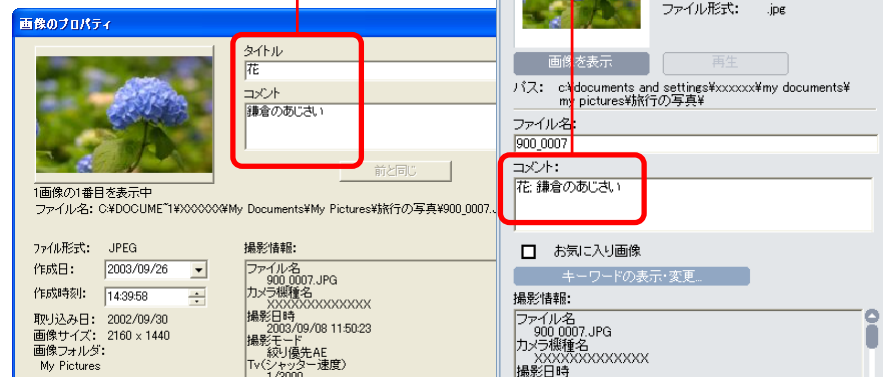 画像のプロパティ
タイトル
花
コメント
鎌倉のあじさい
前と同じ
1画像の1番目を表示中
ファイル名: C:¥DOCUME~1¥XXXXXX¥My Documents¥My Pictures¥旅行の写真¥900_0007.
ファイル形式: JPEG
作成日: 2003/09/26
作成時刻: 14:39:58
取り込み日: 2002/09/30
画像サイズ: 2160 x 1440
画像フォルダ:
My Pictures
撮影情報:
ファイル名
900 0007.JPG
カメラ機種名
XXXXXXXXXXXXXX
撮影日時
2003/09/08 11:50:23
撮影モード
絞り優先AE
Tv(シャッター速度)
1/2000
ファイル形式: .jpg
画像を表示
再生
パス: c:¥documents and settings¥xxxxxx¥my documents¥
my pictures¥旅行の写真¥
ファイル名:
900_0007
コメント:
花: 鎌倉のあじさい
お気に入り画像
キーワードの表示・変更...
撮影情報:
ファイル名
900 0007.JPG
カメラ機種名
XXXXXXXXXXXXXX
撮影日時